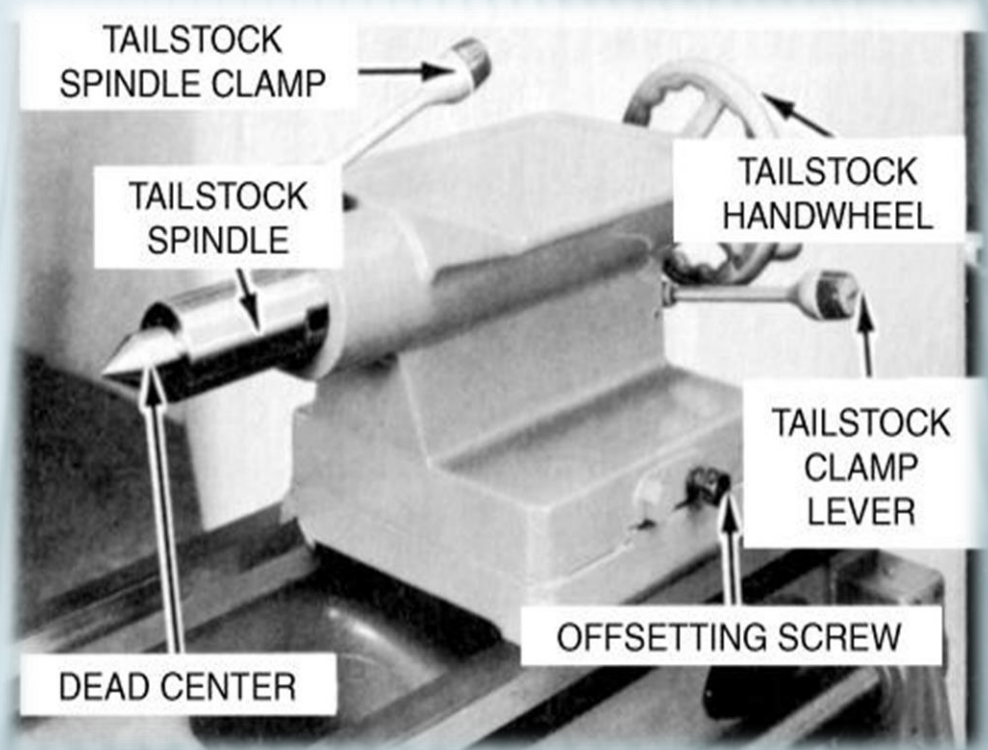 TAILSTOCK
SPINDLE CLAMP
TAILSTOCK
SPINDLE
TAILSTOCK
HANDWHEEL
TAILSTOCK
CLAMP
LEVER
OFFSETTING SCREW
DEAD CENTER